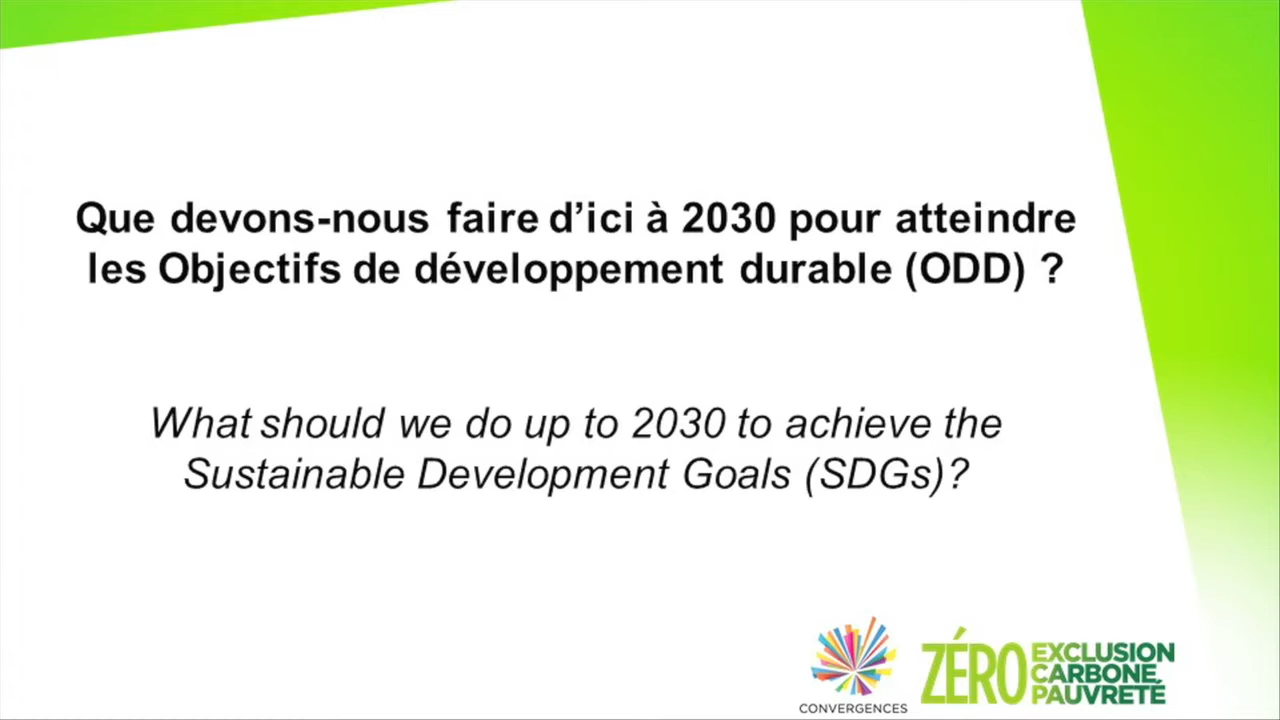 Que devons-nous faire d’ici à 2030 pour atteindre
les Objectifs de développement durable (ODD) ?
What should we do up to 2030 to achieve the
Sustainable Development Goals (SDGs)?
CONVERGENCES
ZÉRO
EXCLUSION
CARBONE,
PAUVRETÉ